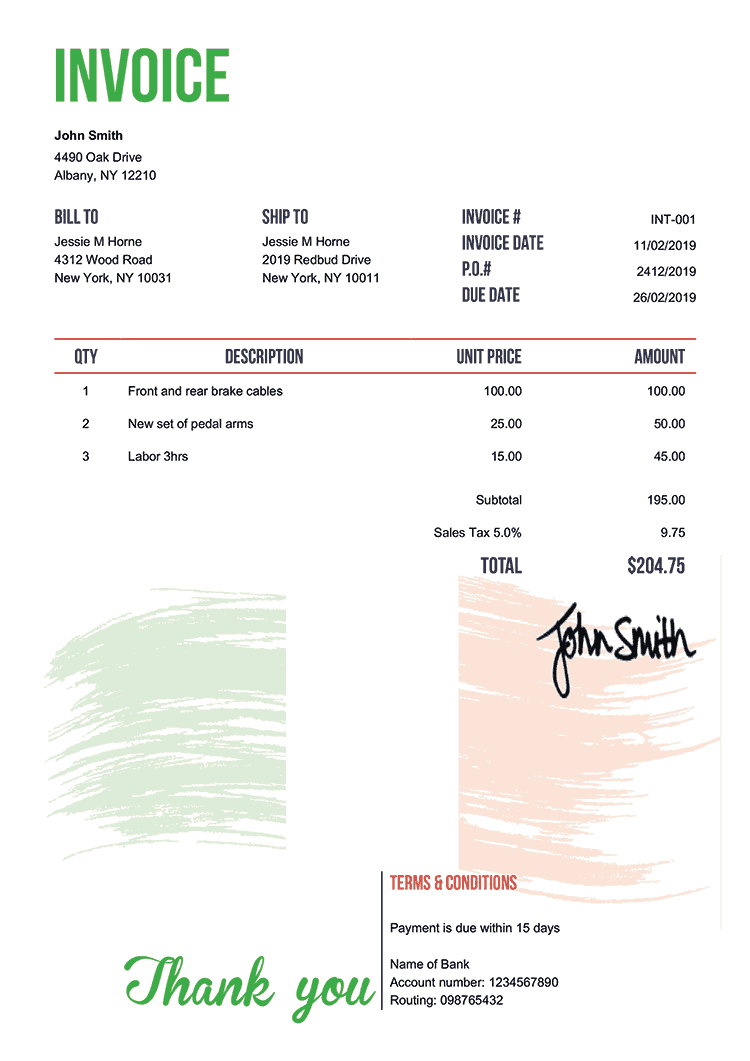 INVOICE
John Smith
4490 Oak Drive
Albany, NY 12210
BILL TO
Jessie M Horne
4312 Wood Road
New York, NY 10031
SHIP TO
Jessie M Horne
2019 Redbud Drive
New York, NY 10011
INVOICE # INT-001
INVOICE DATE 11/02/2019
P.O.# 2412/2019
DUE DATE 26/02/2019
QTY DESCRIPTION UNIT PRICE AMOUNT
1 Front and rear brake cables 100.00 100.00
2 New set of pedal arms 25.00 50.00
3 Labor 3hrs 15.00 45.00
Subtotal 195.00
Sales Tax 5.0% 9.75
TOTAL $204.75
John Smith
TERMS & CONDITIONS
Payment is due within 15 days
Name of Bank
Account number: 1234567890
Routing: 098765432
Thank you